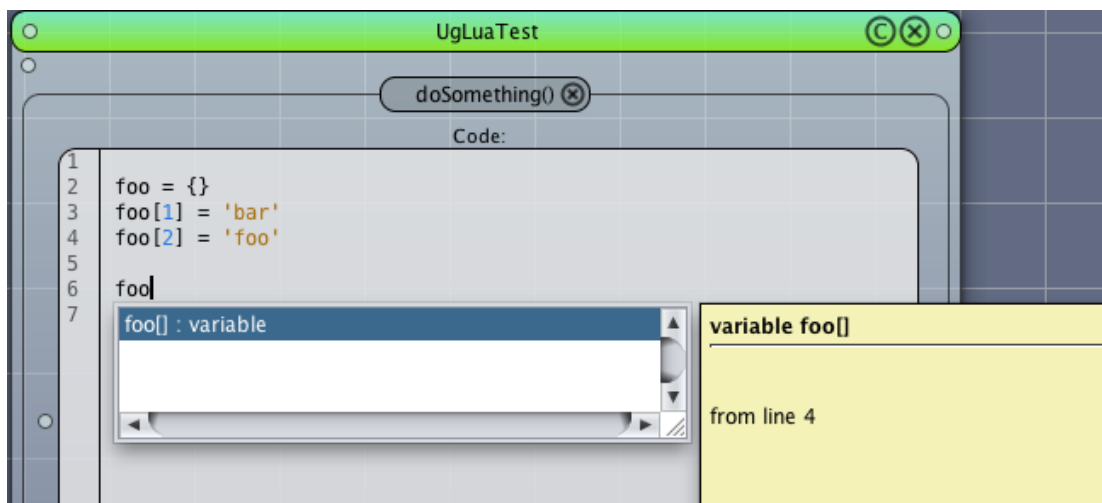 UgLuaTest
doSomething()
Code:
1
2 foo = {}
3 foo[1] = 'bar'
4 foo[2] = 'foo'
5
6 foo
7
foo[] : variable
variable foo[]
from line 4